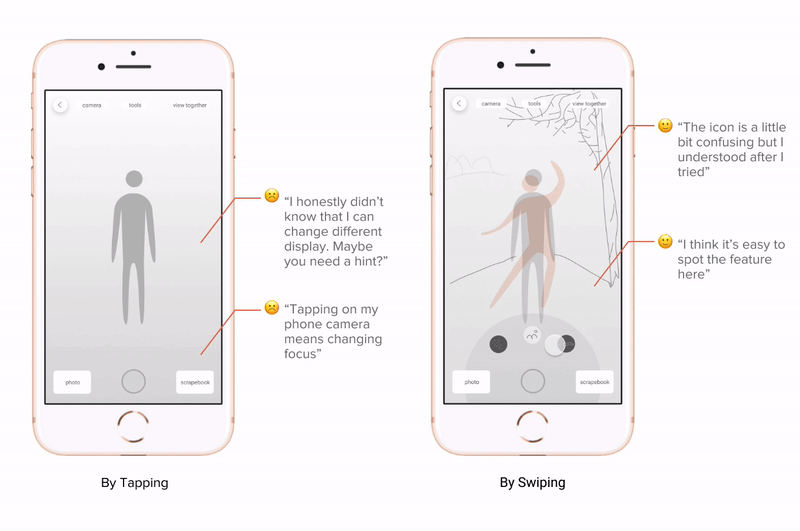 camera tools view together
“I honestly didn’t
know that I can
change different
display. Maybe
you need a hint?”
“Tapping on my
phone camera
means changing
focus”
photo
scrapebook
By Tapping
camera tools view together
“The icon is a little
bit confusing but I
understood after I
tried”
“I think it’s easy to
spot the feature
here”
photo
scrapebook
By Swiping